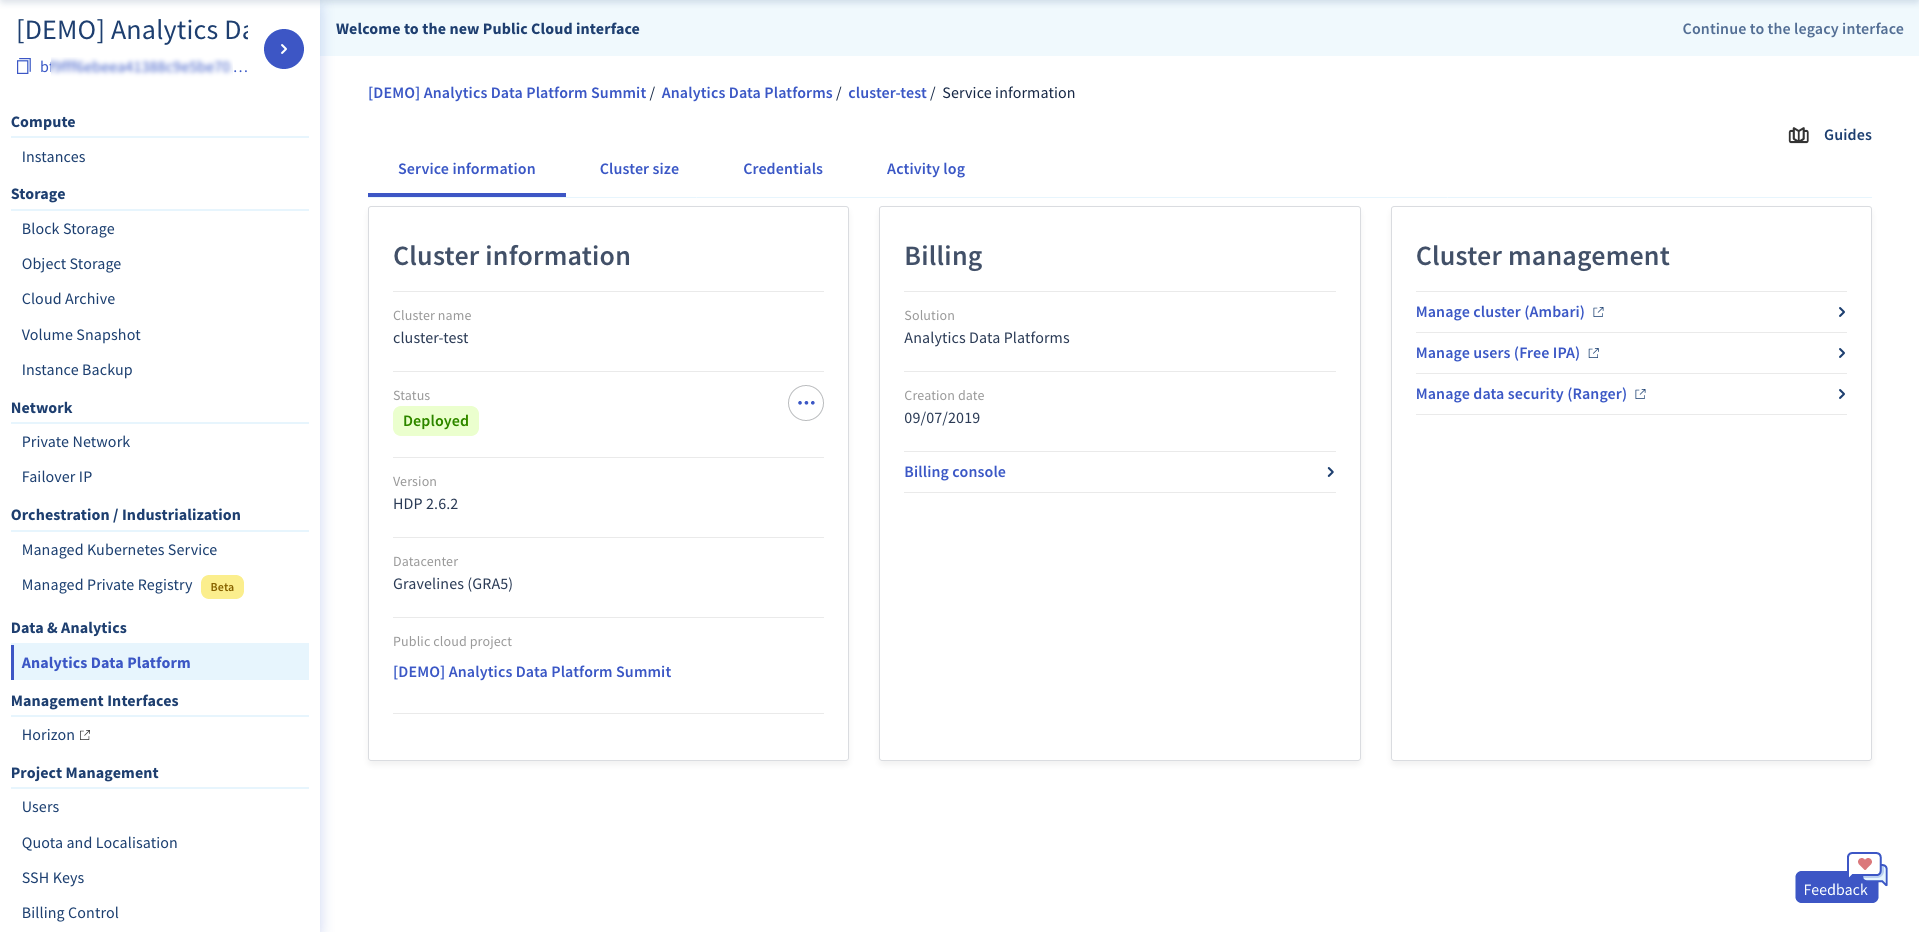 [DEMO] Analytics Da
Compute
Instances
Storage
Block Storage
Object Storage
Cloud Archive
Volume Snapshot
Instance Backup
Network
Private Network
Failover IP
Orchestration / Industrialization
Managed Kubernetes Service
Managed Private Registry Beta
Data & Analytics
Analytics Data Platform
Management Interfaces
Horizon
Project Management
Users
Quota and Localisation
SSH Keys
Billing Control
Welcome to the new Public Cloud interface
Continue to the legacy interface
[DEMO] Analytics Data Platform Summit / Analytics Data Platforms / cluster-test / Service information
Guides
Service information Cluster size Credentials Activity log
Cluster information
Cluster name
cluster-test
Status
Deployed
Version
HDP 2.6.2
Datacenter
Gravelines (GRA5)
Public cloud project
[DEMO] Analytics Data Platform Summit
Billing
Solution
Analytics Data Platforms
Creation date
09/07/2019
Billing console
Cluster management
Manage cluster (Ambari)
Manage users (Free IPA)
Manage data security (Ranger)
Feedback